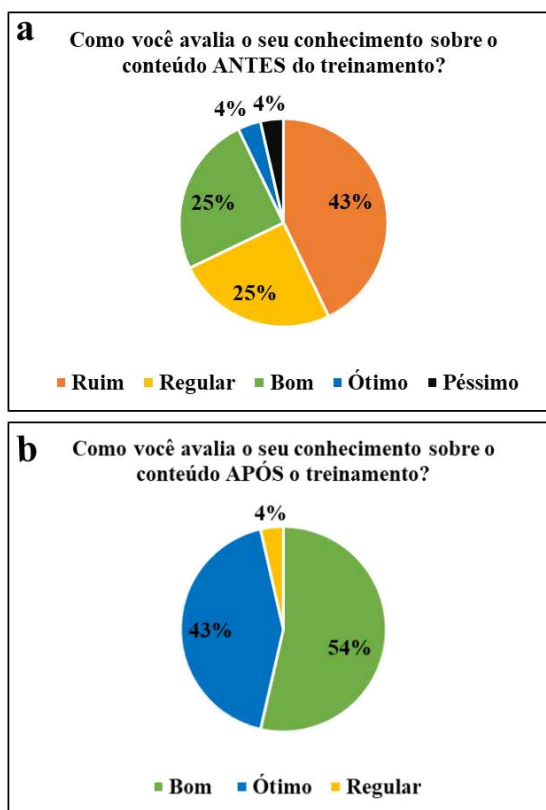 a
Como você avalia o seu conhecimento sobre o
conteúdo ANTES do treinamento?
4% 4%
43%
25%
25%
Ruim Regular Bom Ótimo Péssimo
b
Como você avalia o seu conhecimento sobre o
conteúdo APÓS o treinamento?
4%
43%
54%
Bom Ótimo Regular